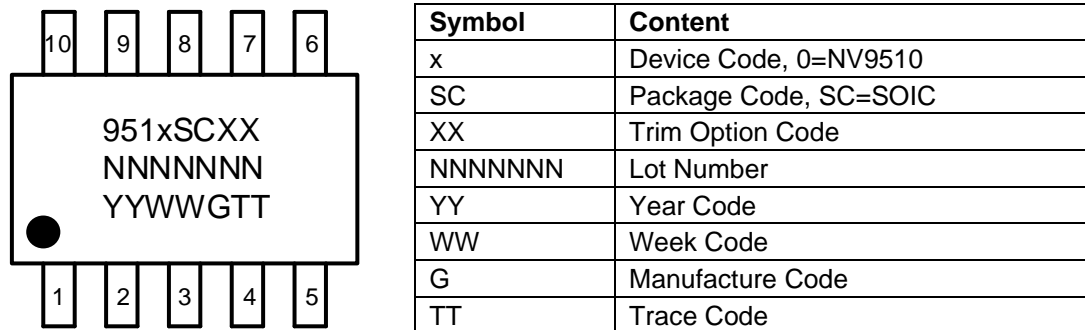 10 9 8 7 6
951xSCXX
NNNNNNN
YYWWGTT
1 2 3 4 5
Symbol Content
x Device Code, 0=NV9510
SC Package Code, SC=SOIC
XX Trim Option Code
NNNNNNN Lot Number
YY Year Code
WW Week Code
G Manufacture Code
TT Trace Code